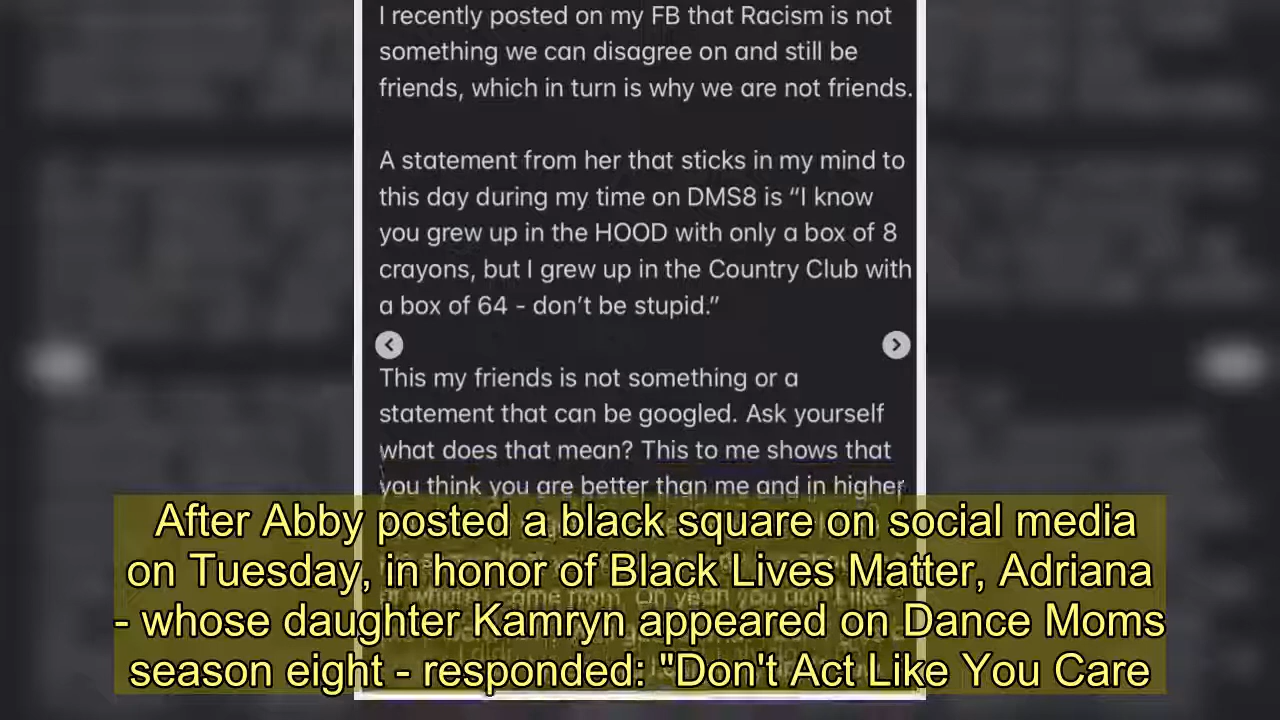 I recently posted on my FB that Racism is not
something we can disagree on and still be
friends, which in turn is why we are not friends.
A statement from her that sticks in my mind to
this day during my time on DMS8 is “I know
you grew up in the HOOD with only a box of 8
crayons, but I grew up in the Country Club with
a box of 64 - don’t be stupid.”
This my friends is not something or a
statement that can be googled. Ask yourself
what does that mean? This to me shows that
you think you are better than me and in higher
After Abby posted a black square on social media
on Tuesday, in honor of Black Lives Matter, Adriana
- whose daughter Kamryn appeared on Dance Moms
season eight - responded: "Don't Act Like You Care